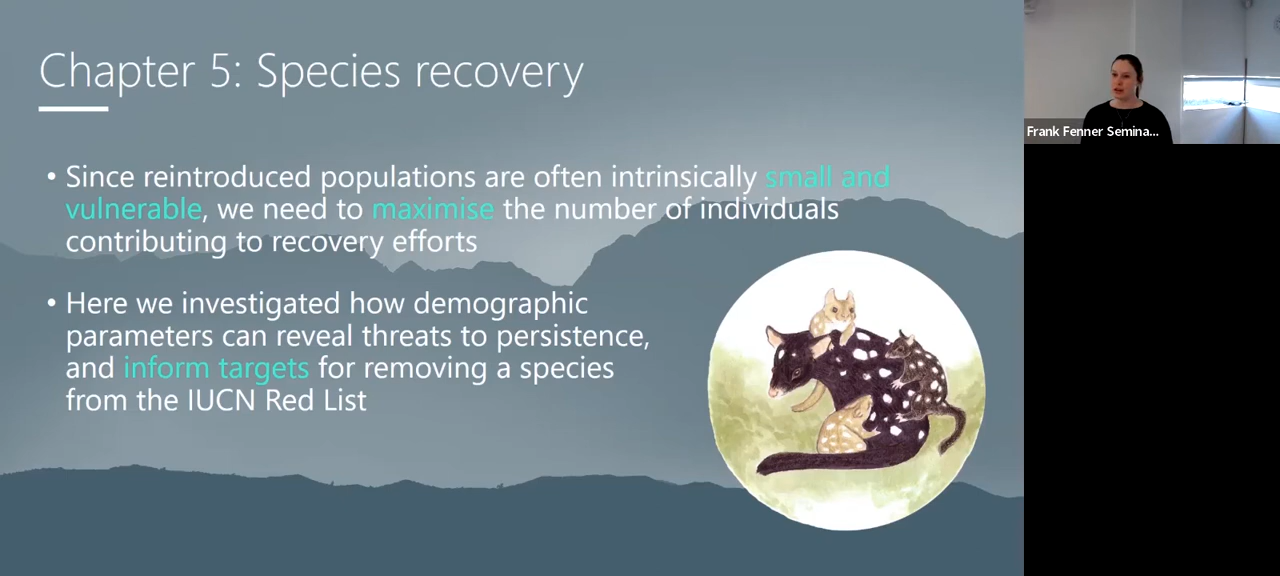 Chapter 5: Species recovery
• Since reintroduced populations are often intrinsically small and
vulnerable, we need to maximise the number of individuals
contributing to recovery efforts
• Here we investigated how demographic
parameters can reveal threats to persistence,
and inform targets for removing a species
from the IUCN Red List
Frank Fenner Semina...